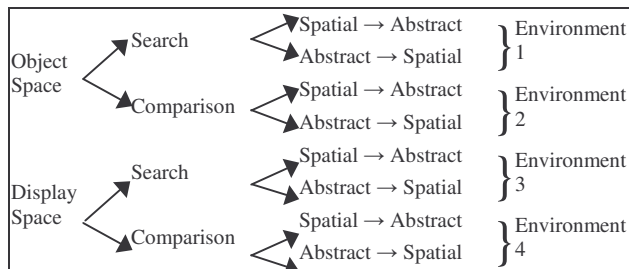 Object
Space
Search
Spatial → Abstract
Abstract → Spatial
Environment
1
Comparison
Spatial → Abstract
Abstract → Spatial
Environment
2
Display
Space
Search
Spatial → Abstract
Abstract → Spatial
Environment
3
Comparison
Spatial → Abstract
Abstract → Spatial
Environment
4